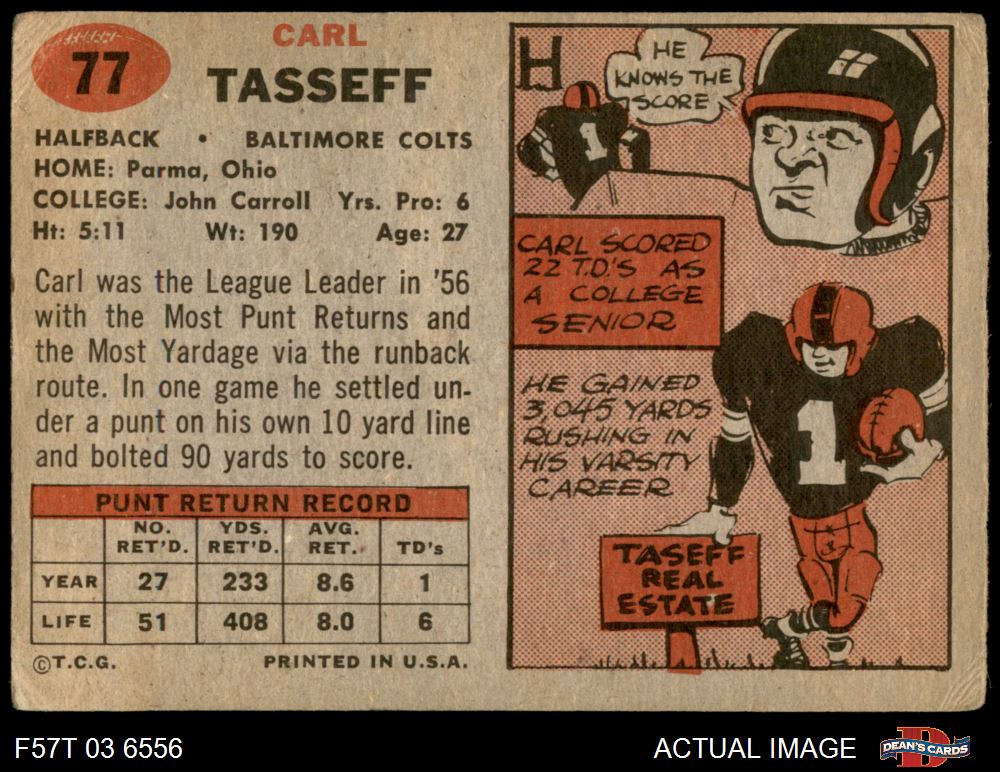 77
CARL
TASSEFF
HALFBACK • BALTIMORE COLTS
HOME: Parma, Ohio
COLLEGE: John Carroll Yrs. Pro: 6
Ht: 5:11 Wt: 190 Age: 27
Carl was the League Leader in '56
with the Most Punt Returns and
the Most Yardage via the runback
route. In one game he settled un-
der a punt on his own 10 yard line
and bolted 90 yards to score.
PUNT RETURN RECORD
NO. RET'D. YDS. RET'D. AVG. RET. TD's
YEAR 27 233 8.6 1
LIFE 51 408 8.0 6
©T.C.G. PRINTED IN U.S.A.
HE
KNOWS THE
SCORE
1
CARL SCORED
22 T.D.'S AS
A COLLEGE
SENIOR
HE GAINED
3,045 YARDS
RUSHING IN
HIS VARSITY
CAREER
1
TASEFF
REAL
ESTATE
F57T 03 6556
ACTUAL IMAGE
DEAN'S CARDS